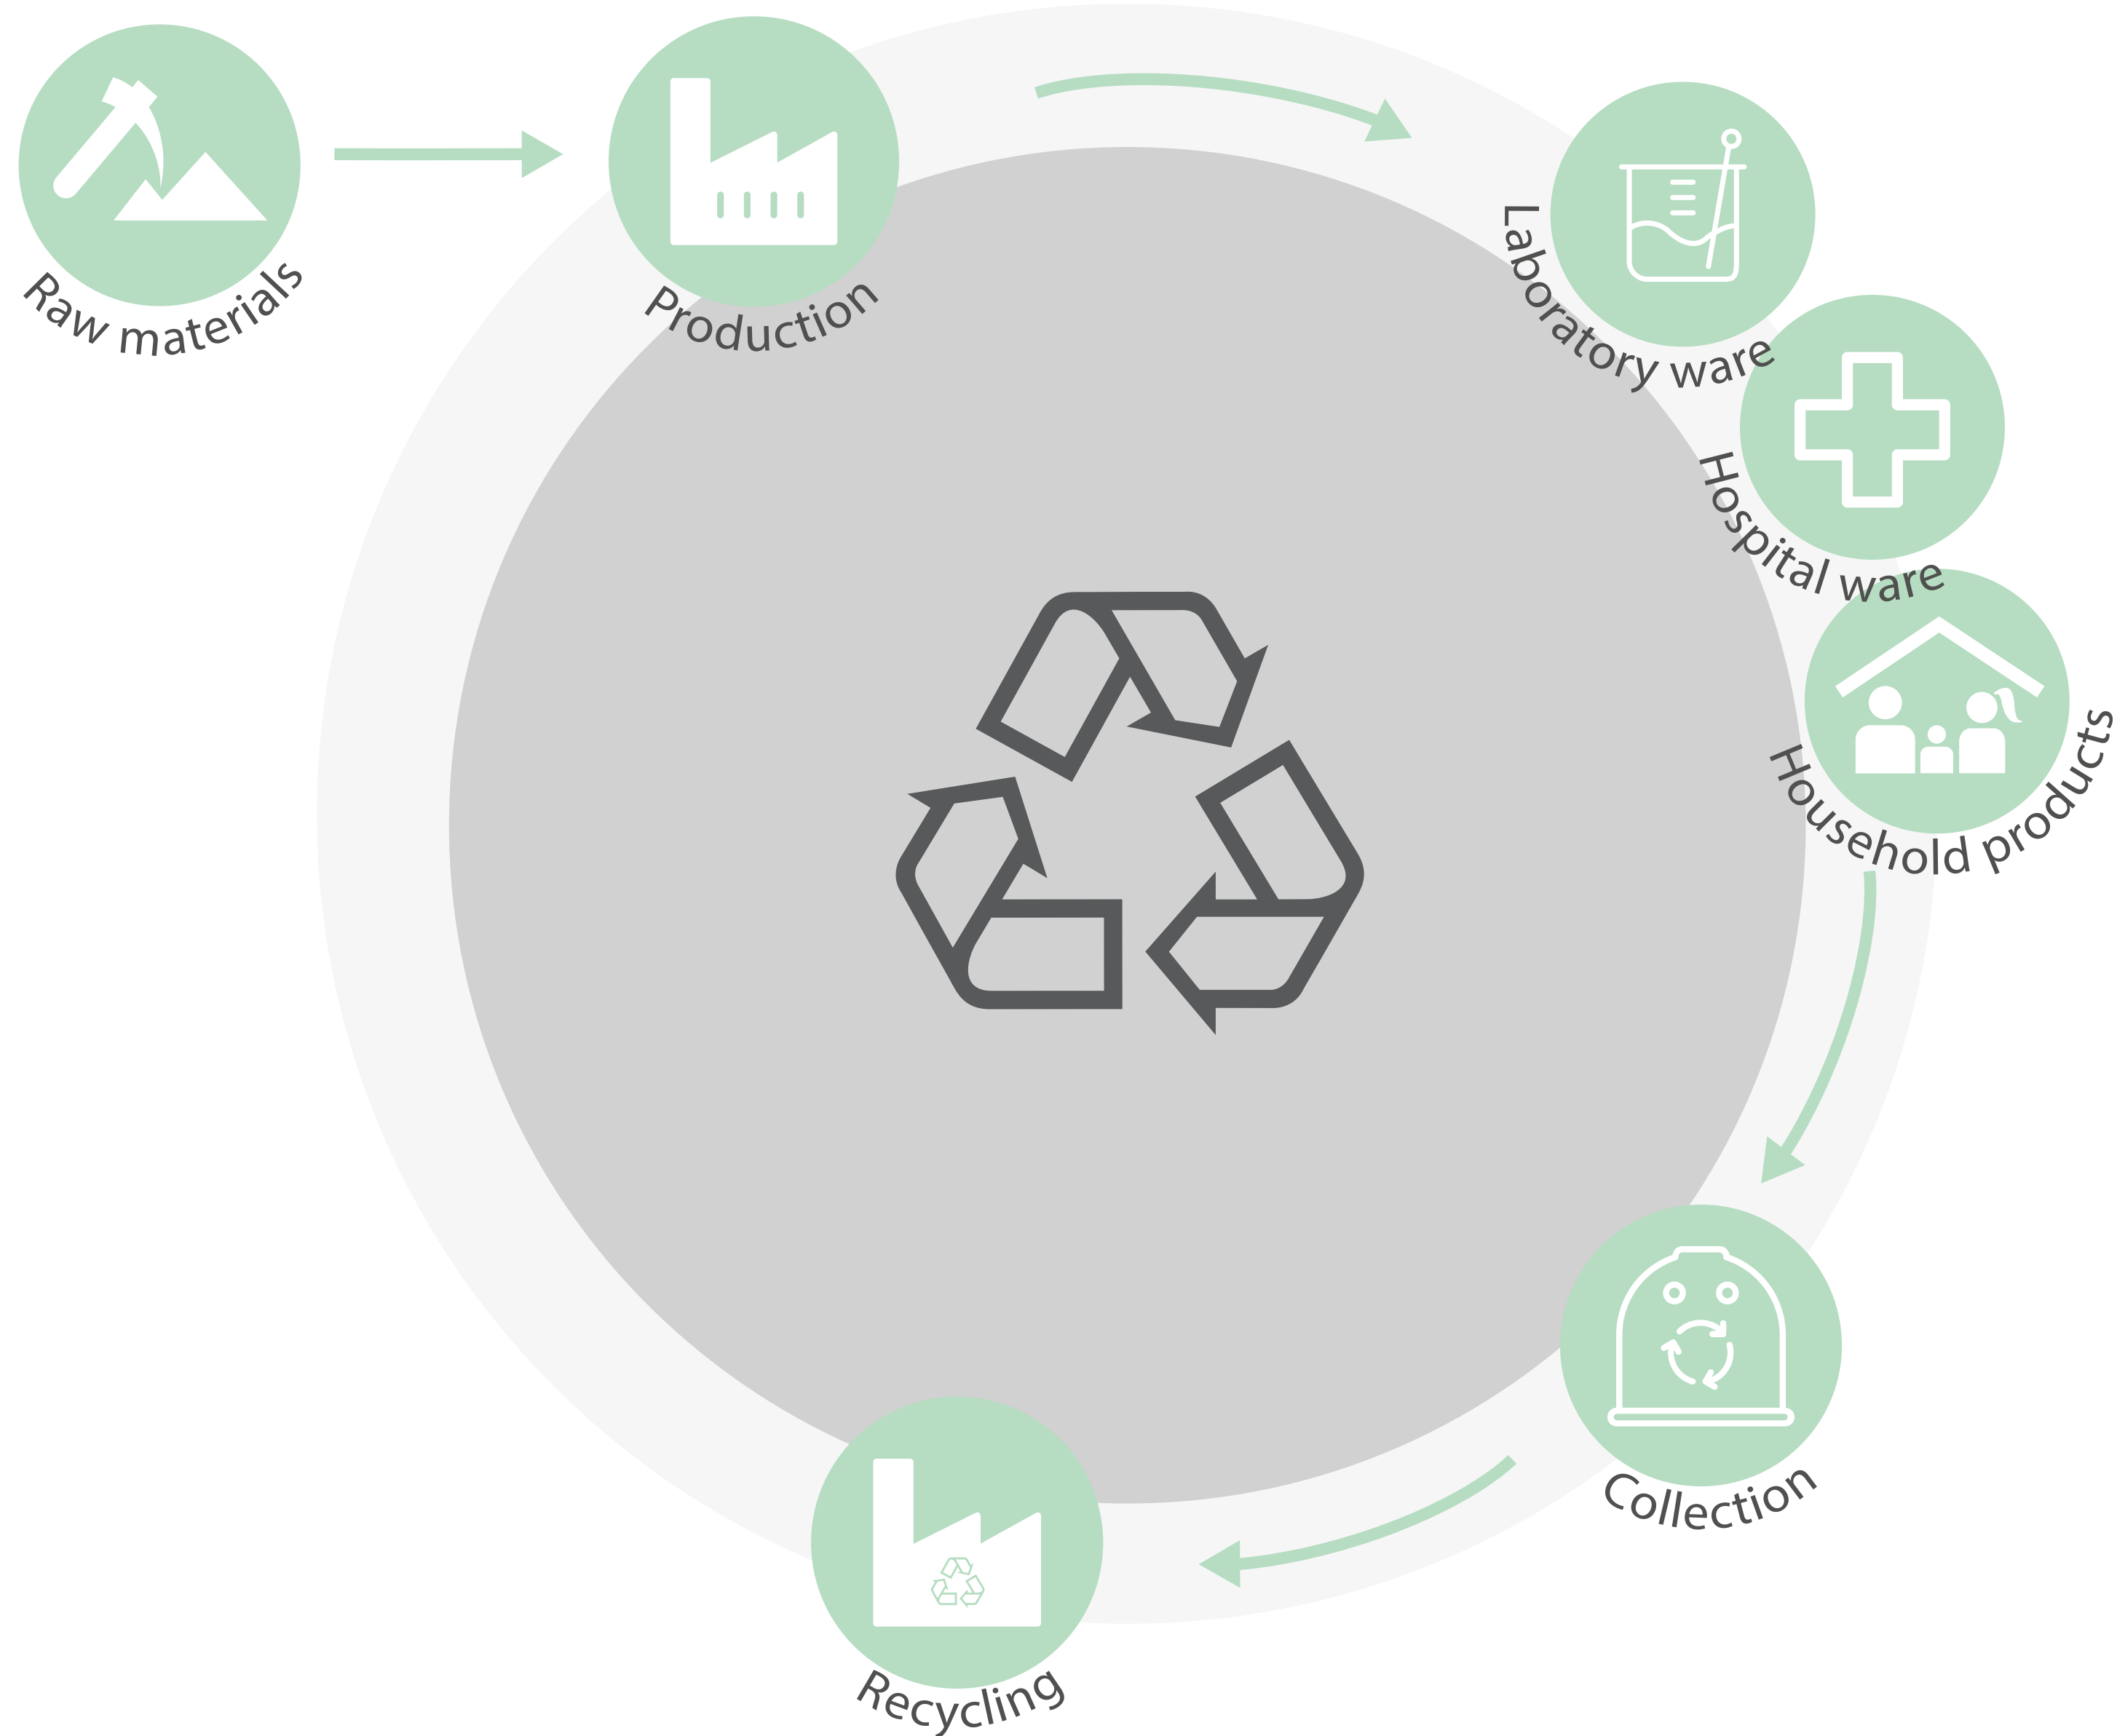 Raw materials
Production
Laboratory ware
Hospital ware
Household products
Collection
Recycling